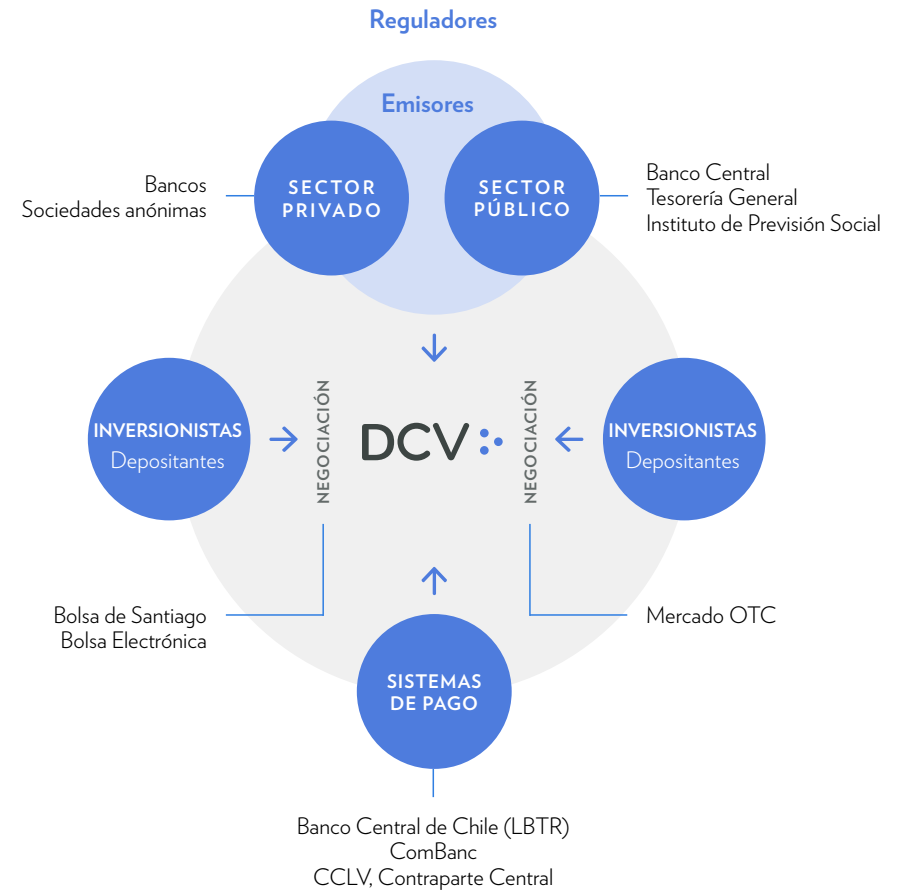 Reguladores
Emisores
SECTOR
PRIVADO
SECTOR
PÚBLICO
Bancos
Sociedades anónimas
Banco Central
Tesorería General
Instituto de Previsión Social
INVERSIONISTAS
Depositantes
NEGOCIACIÓN
DCV
NEGOCIACIÓN
INVERSIONISTAS
Depositantes
Bolsa de Santiago
Bolsa Electrónica
Mercado OTC
SISTEMAS
DE PAGO
Banco Central de Chile (LBTR)
ComBanc
CCLV, Contraparte Central